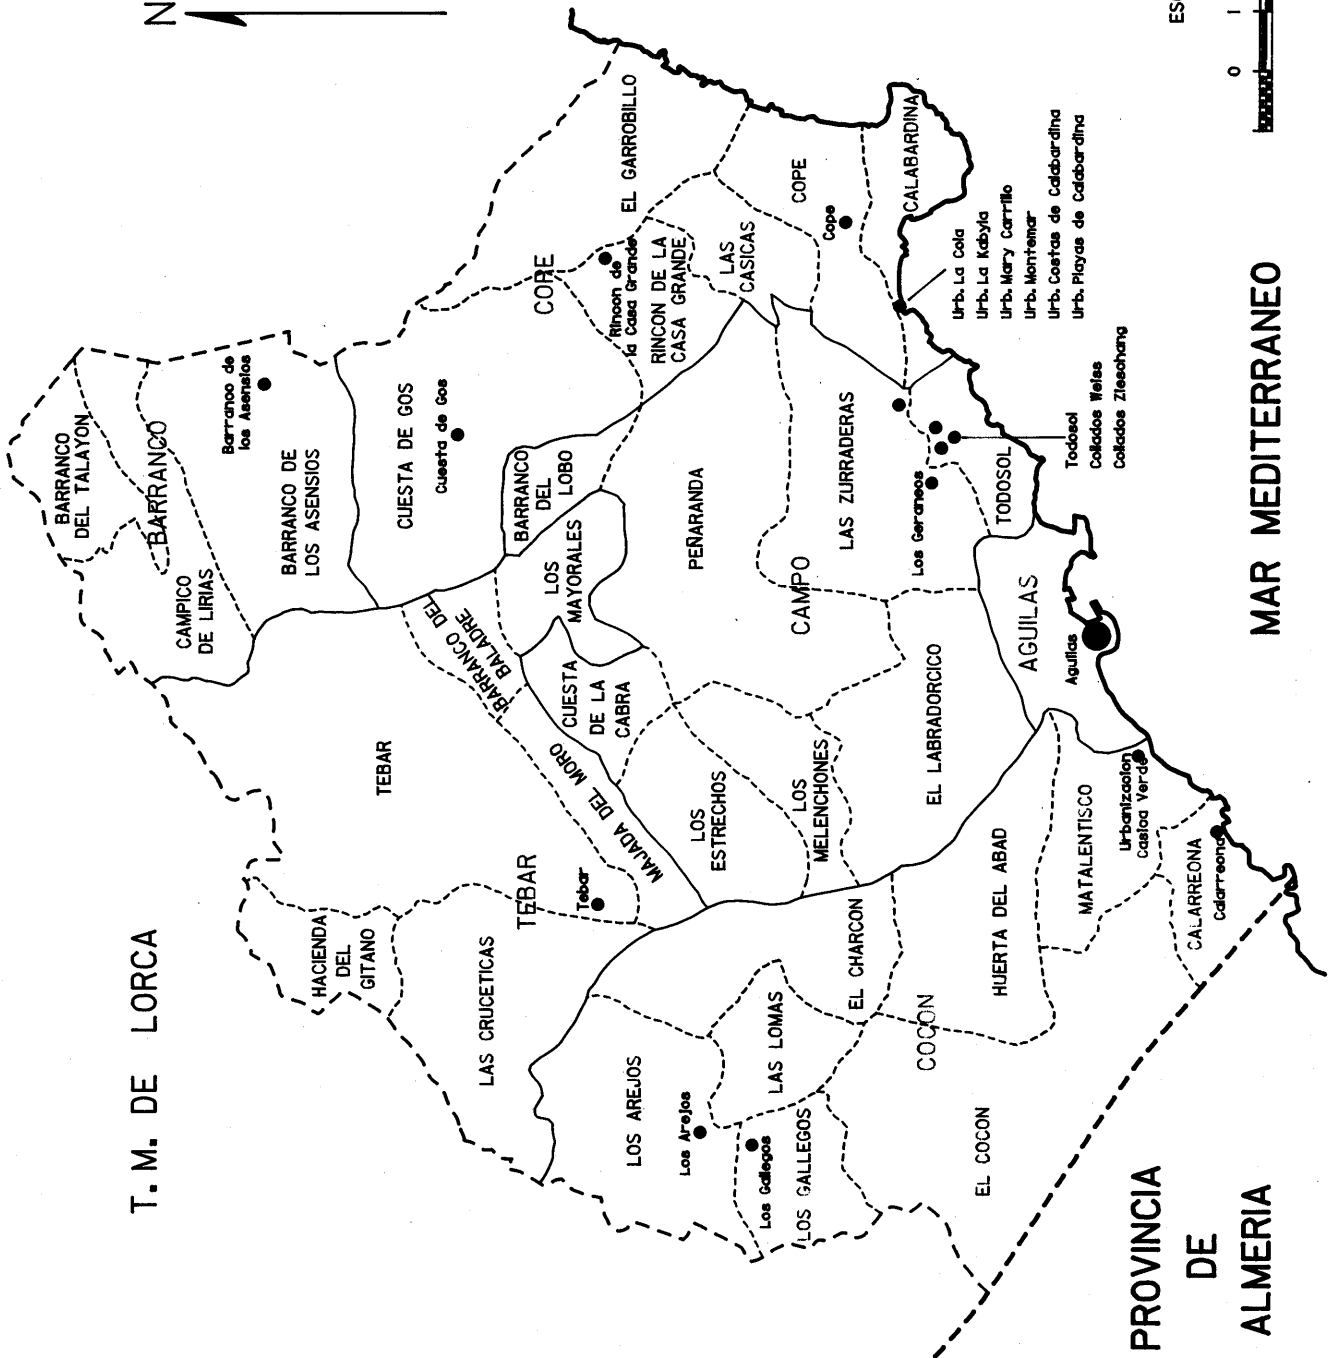 T. M. DE LORCA
N
BARRANCO
DEL TALAYON
BARRANCO
CAMPICO
DE LIRIAS
Barranco de
los Asensios
BARRANCO DE
LOS ASENSIOS
CUESTA DE GOS
Cuesta de Gos
BARRANCO
DEL
LOBO
COPE
EL GARROBILLO
Rincon de
la Casa Grande
RINCON DE LA
CASA GRANDE
LAS
CASICAS
COPE
Cope
CALABARDINA
Urb. La Cola
Urb. La Kabyla
Urb. Mary Carrillo
Urb. Montemar
Urb. Costas de Calabardina
Urb. Playas de Calabardina
TEBAR
BARRANCO DEL
BALADRE
LOS
MAYORALES
CUESTA
DE LA
CABRA
MAJADA DEL MORO
HACIENDA
DEL
GITANO
TEBAR
Tebar
LAS CRUCETICAS
PEÑARANDA
CAMPO
LAS ZURRADERAS
Los Geraneos
TODOSOL
Todosol
Collados Weiss
Collados Ziesohang
LOS
ESTRECHOS
LOS
MELENCHONES
EL LABRADORCICO
AGUILAS
Aguilas
LOS AREJOS
Los Arejos
LAS LOMAS
EL CHARCON
Los Gallegos
LOS GALLEGOS
COCON
HUERTA DEL ABAD
MATALENTISCO
Urbanizacion
Casica Verde
CALARREONA
Calarreona
EL COCON
PROVINCIA
DE
ALMERIA
MAR MEDITERRANEO
0 1